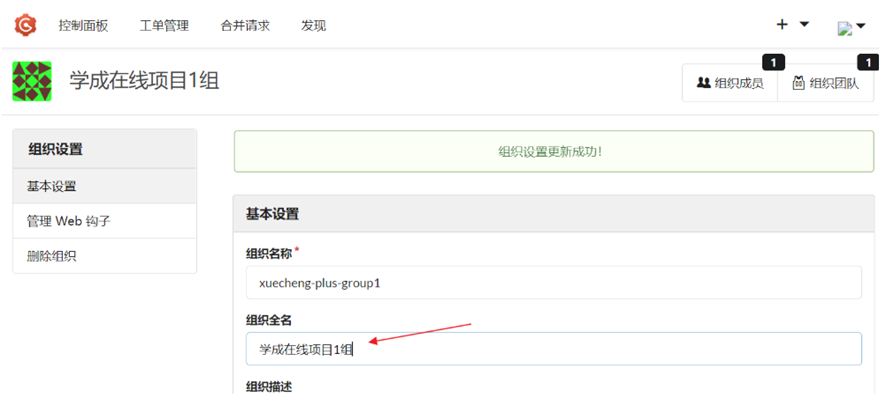 控制面板 工单管理 合并请求 发现
学成在线项目1组
1 1
组织成员 组织团队
组织设置
基本设置
管理 Web 钩子
删除组织
组织设置更新成功!
基本设置
组织名称*
xuecheng-plus-group1
组织全名
学成在线项目1组
组织描述